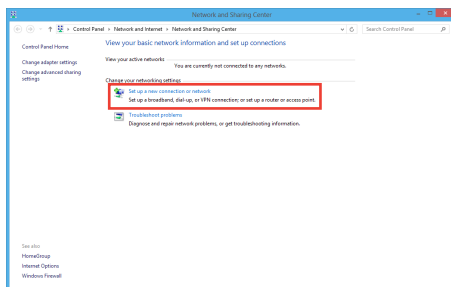 Network and Sharing Center
Control Panel ▸ Network and Internet ▸ Network and Sharing Center
Search Control Panel
Control Panel Home
Change adapter settings
Change advanced sharing
settings
View your basic network information and set up connections
View your active networks
You are currently not connected to any networks.
Change your networking settings
Set up a new connection or network
Set up a broadband, dial-up, or VPN connection; or set up a router or access point.
Troubleshoot problems
Diagnose and repair network problems, or get troubleshooting information.
See also
HomeGroup
Internet Options
Windows Firewall